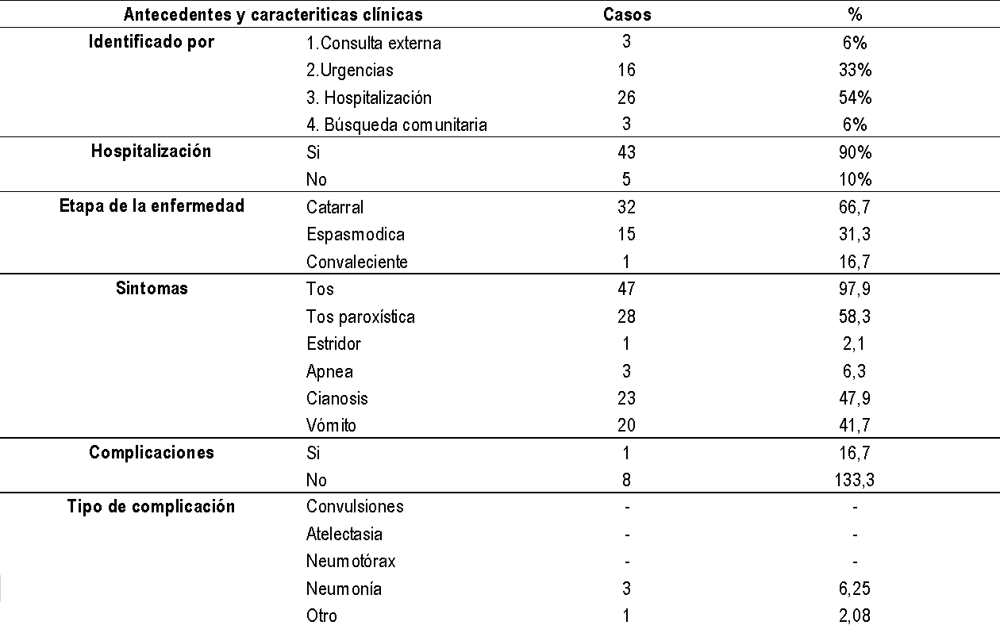 Antecedentes y caracteriticas clínicas Casos %
Identificado por 1.Consulta externa 3 6%
2.Urgencias 16 33%
3. Hospitalización 26 54%
4. Búsqueda comunitaria 3 6%
Hospitalización Si 43 90%
No 5 10%
Etapa de la enfermedad Catarral 32 66,7
Espasmodica 15 31,3
Convaleciente 1 16,7
Sintomas Tos 47 97,9
Tos paroxística 28 58,3
Estridor 1 2,1
Apnea 3 6,3
Cianosis 23 47,9
Vómito 20 41,7
Complicaciones Si 1 16,7
No 8 133,3
Tipo de complicación Convulsiones - -
Atelectasia - -
Neumotórax - -
Neumonía 3 6,25
Otro 1 2,08